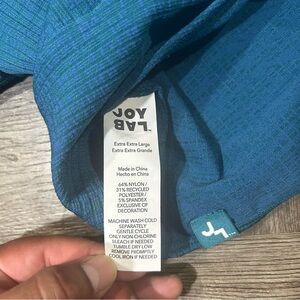 JOY
LAB
Extra Extra Large
Extra Extra Grande
Made in China
Hecho en China
64% NYLON /
31% RECYCLED
POLYESTER /
5% SPANDEX
EXCLUSIVE OF
DECORATION
MACHINE WASH COLD
SEPARATELY
GENTLE CYCLE
ONLY NON CHLORINE
BLEACH IF NEEDED
TUMBLE DRY LOW
REMOVE PROMPTLY
COOL IRON IF NEEDED